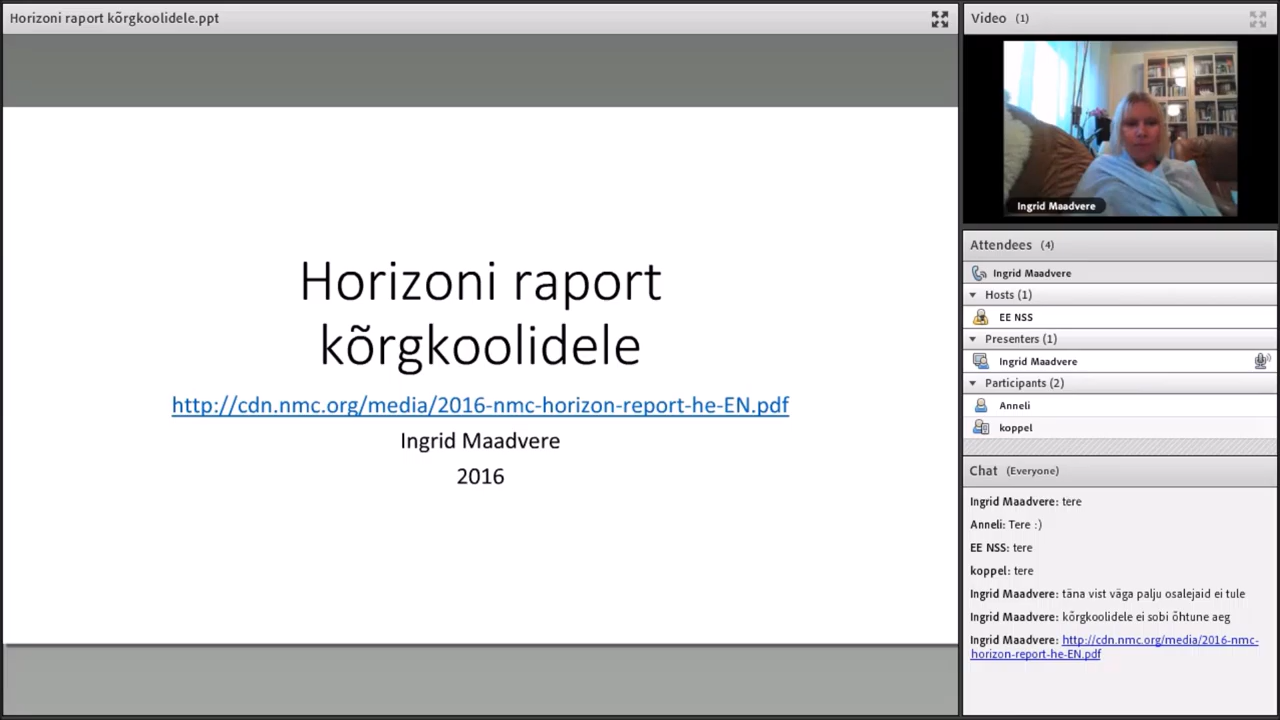 Horizoni raport kõrgkoolidele.ppt
Horizoni raport
kõrgkoolidele
http://cdn.nmc.org/media/2016-nmc-horizon-report-he-EN.pdf
Ingrid Maadvere
2016
Video (1)
Ingrid Maadvere
Attendees (4)
Ingrid Maadvere
Hosts (1)
EE NSS
Presenters (1)
Ingrid Maadvere
Participants (2)
Anneli
koppel
Chat (Everyone)
Ingrid Maadvere: tere
Anneli: Tere :)
EE NSS: tere
koppel: tere
Ingrid Maadvere: täna vist väga palju osalejaid ei tule
Ingrid Maadvere: kõrgkoolidele ei sobi õhtune aeg
Ingrid Maadvere: http://cdn.nmc.org/media/2016-nmc-
horizon-report-he-EN.pdf